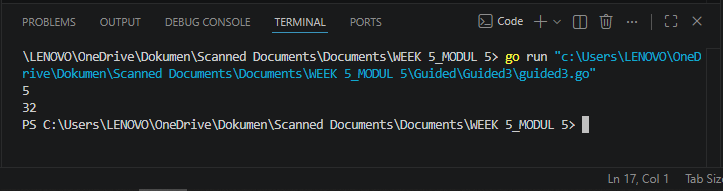 PROBLEMS OUTPUT DEBUG CONSOLE TERMINAL PORTS Code
\LENOVO\OneDrive\Dokumen\Scanned Documents\Documents\WEEK 5_MODUL 5> go run "c:\Users\LENOVO\OneD
rive\Dokumen\Scanned Documents\Documents\WEEK 5_MODUL 5\Guided\Guided3\guided3.go"
5
32
PS C:\Users\LENOVO\OneDrive\Dokumen\Scanned Documents\Documents\WEEK 5_MODUL 5>
Ln 17, Col 1 Tab Size